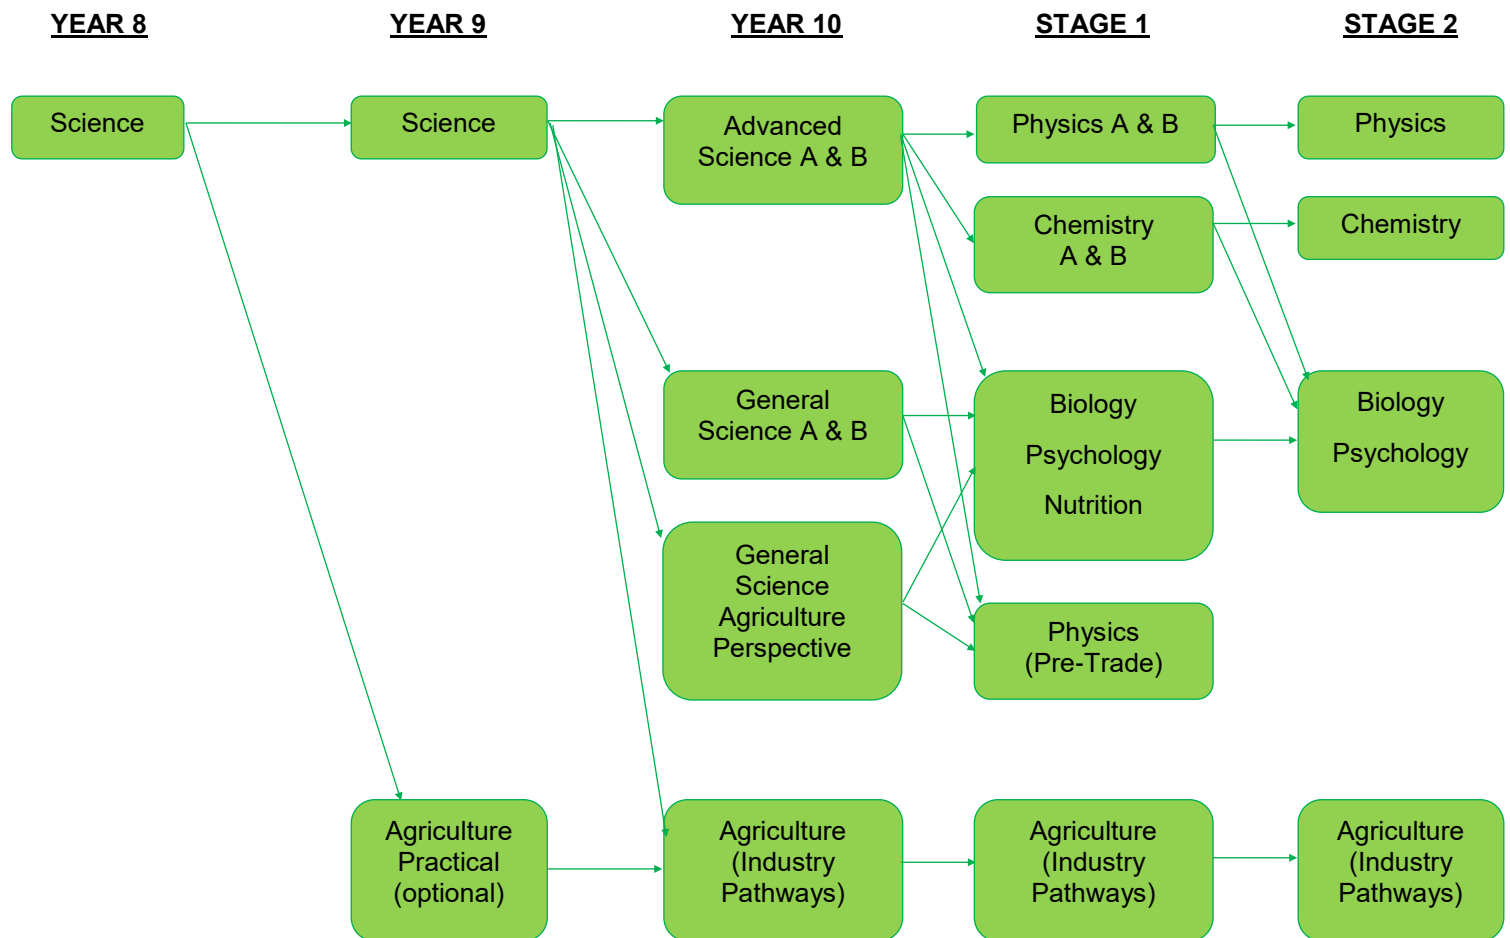 YEAR 8
YEAR 9
YEAR 10
STAGE 1
STAGE 2
Science
Science
Advanced
Science A & B
Physics A & B
Physics
Chemistry
A & B
Chemistry
General
Science A & B
Biology
Psychology
Nutrition
Biology
Psychology
General
Science
Agriculture
Perspective
Physics
(Pre-Trade)
Agriculture
Practical
(optional)
Agriculture
(Industry
Pathways)
Agriculture
(Industry
Pathways)
Agriculture
(Industry
Pathways)